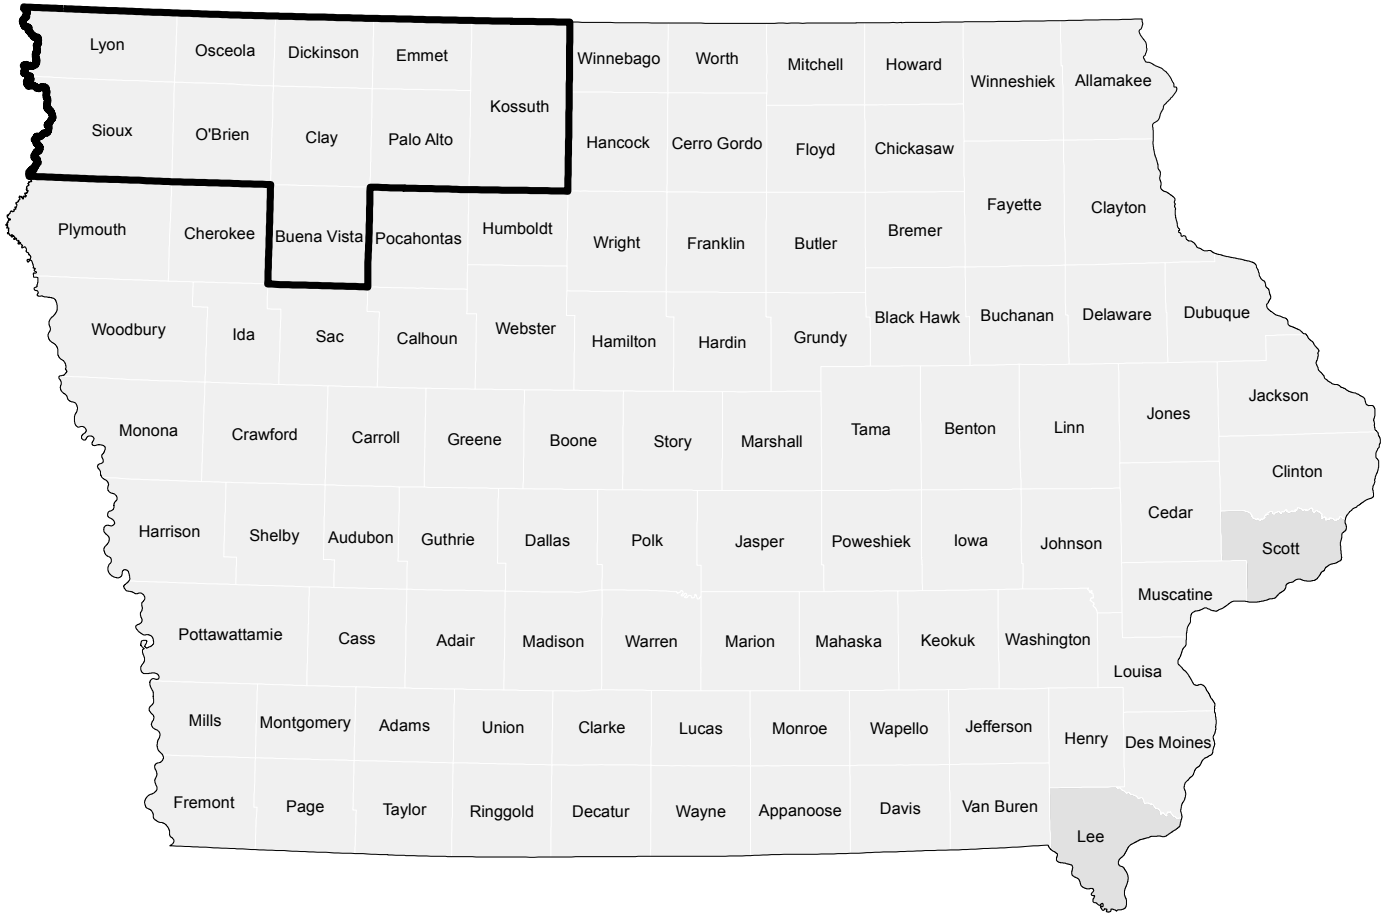 Lyon
Osceola
Dickinson
Emmet
Kossuth
Winnebago
Worth
Mitchell
Howard
Winneshiek
Allamakee
Sioux
O'Brien
Clay
Palo Alto
Hancock
Cerro Gordo
Floyd
Chickasaw
Fayette
Clayton
Plymouth
Cherokee
Buena Vista
Pocahontas
Humboldt
Wright
Franklin
Butler
Bremer
Woodbury
Ida
Sac
Calhoun
Webster
Hamilton
Hardin
Grundy
Black Hawk
Buchanan
Delaware
Dubuque
Monona
Crawford
Carroll
Greene
Boone
Story
Marshall
Tama
Benton
Linn
Jones
Jackson
Clinton
Harrison
Shelby
Audubon
Guthrie
Dallas
Polk
Jasper
Poweshiek
Iowa
Johnson
Cedar
Scott
Muscatine
Pottawattamie
Cass
Adair
Madison
Warren
Marion
Mahaska
Keokuk
Washington
Louisa
Mills
Montgomery
Adams
Union
Clarke
Lucas
Monroe
Wapello
Jefferson
Henry
Des Moines
Fremont
Page
Taylor
Ringgold
Decatur
Wayne
Appanoose
Davis
Van Buren
Lee